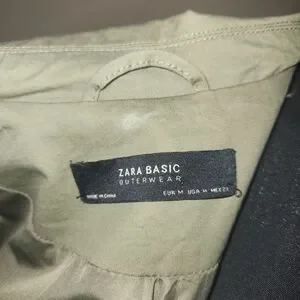 ZARA BASIC
OUTERWEAR
MADE IN CHINA
EUR M USA M MEX 28